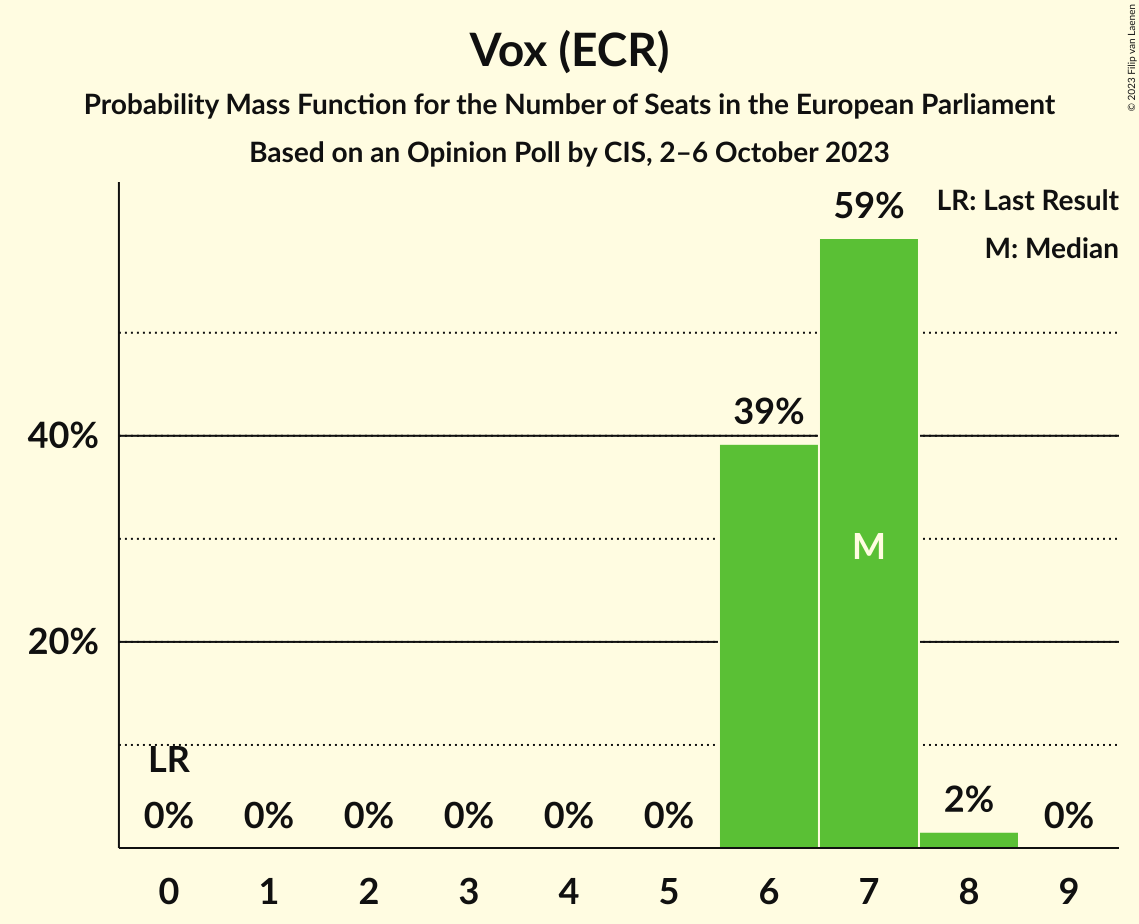 Vox (ECR)
Probability Mass Function for the Number of Seats in the European Parliament
Based on an Opinion Poll by CIS, 2–6 October 2023
© 2023 Filip van Laenen
LR: Last Result
M: Median
59%
39%
40%
M
20%
LR
0% 0% 0% 0% 0% 0% 2% 0%
0 1 2 3 4 5 6 7 8 9